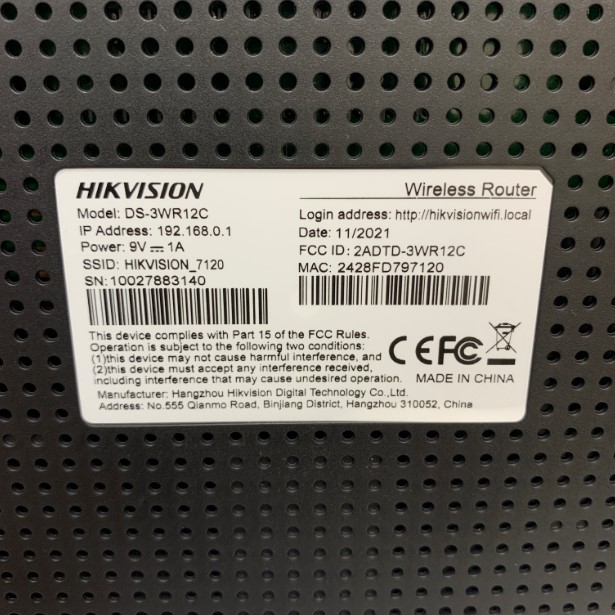 HIKVISION
Wireless Router
Model: DS-3WR12C
IP Address: 192.168.0.1
Power: 9V ⎓ 1A
SSID: HIKVISION_7120
SN:10027883140
Login address: http://hikvisionwifi.local
Date: 11/2021
FCC ID: 2ADTD-3WR12C
MAC: 2428FD797120
This device complies with Part 15 of the FCC Rules.
Operation is subject to the following two conditions:
(1)this device may not cause harmful interference, and
(2)this device must accept any interference received,
including interference that may cause undesired operation.
CE FC
MADE IN CHINA
Manufacturer: Hangzhou Hikvision Digital Technology Co.,Ltd.
Address: No.555 Qianmo Road, Binjiang District, Hangzhou 310052, China